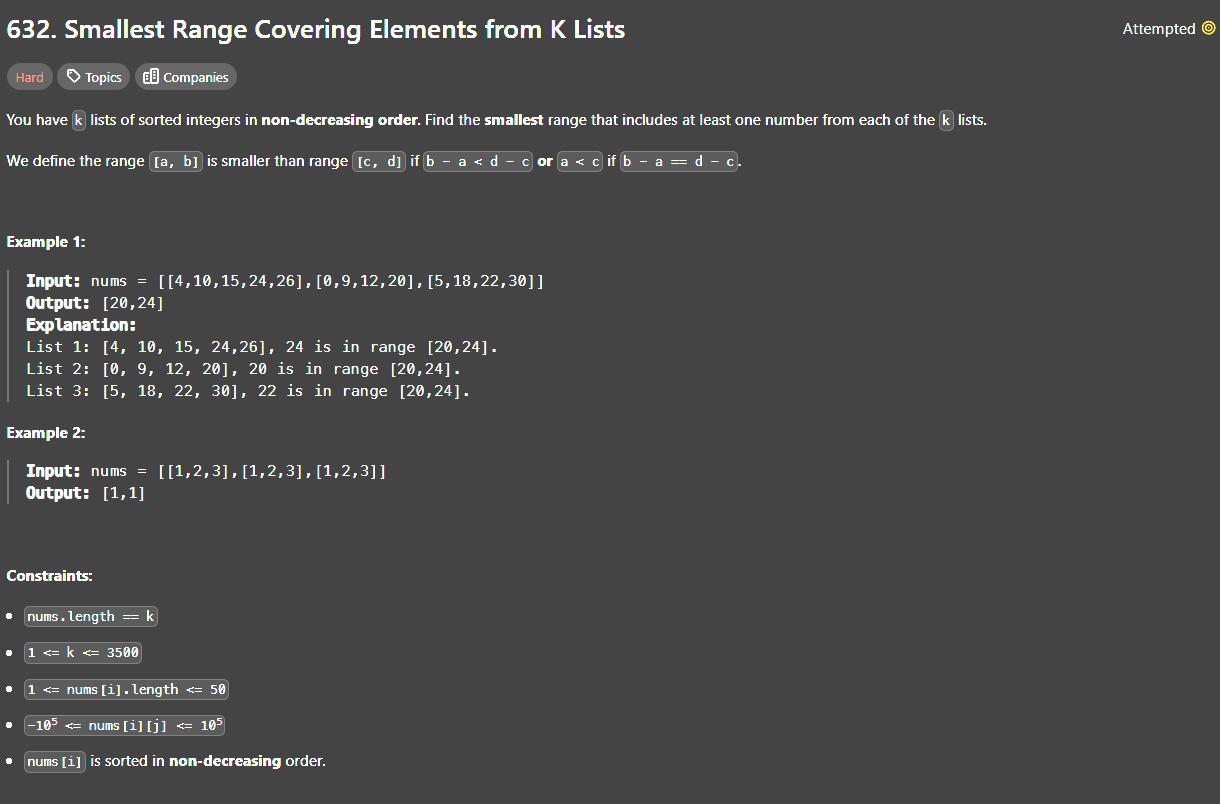 632. Smallest Range Covering Elements from K Lists
Attempted
Hard
Topics
Companies
You have k lists of sorted integers in non-decreasing order. Find the smallest range that includes at least one number from each of the k lists.
We define the range [a, b] is smaller than range [c, d] if b - a < d - c or a < c if b - a == d - c.
Example 1:
Input: nums = [[4,10,15,24,26],[0,9,12,20],[5,18,22,30]]
Output: [20,24]
Explanation:
List 1: [4, 10, 15, 24,26], 24 is in range [20,24].
List 2: [0, 9, 12, 20], 20 is in range [20,24].
List 3: [5, 18, 22, 30], 22 is in range [20,24].
Example 2:
Input: nums = [[1,2,3],[1,2,3],[1,2,3]]
Output: [1,1]
Constraints:
• nums.length == k
• 1 <= k <= 3500
• 1 <= nums[i].length <= 50
• -10⁵ <= nums[i][j] <= 10⁵
• nums[i] is sorted in non-decreasing order.